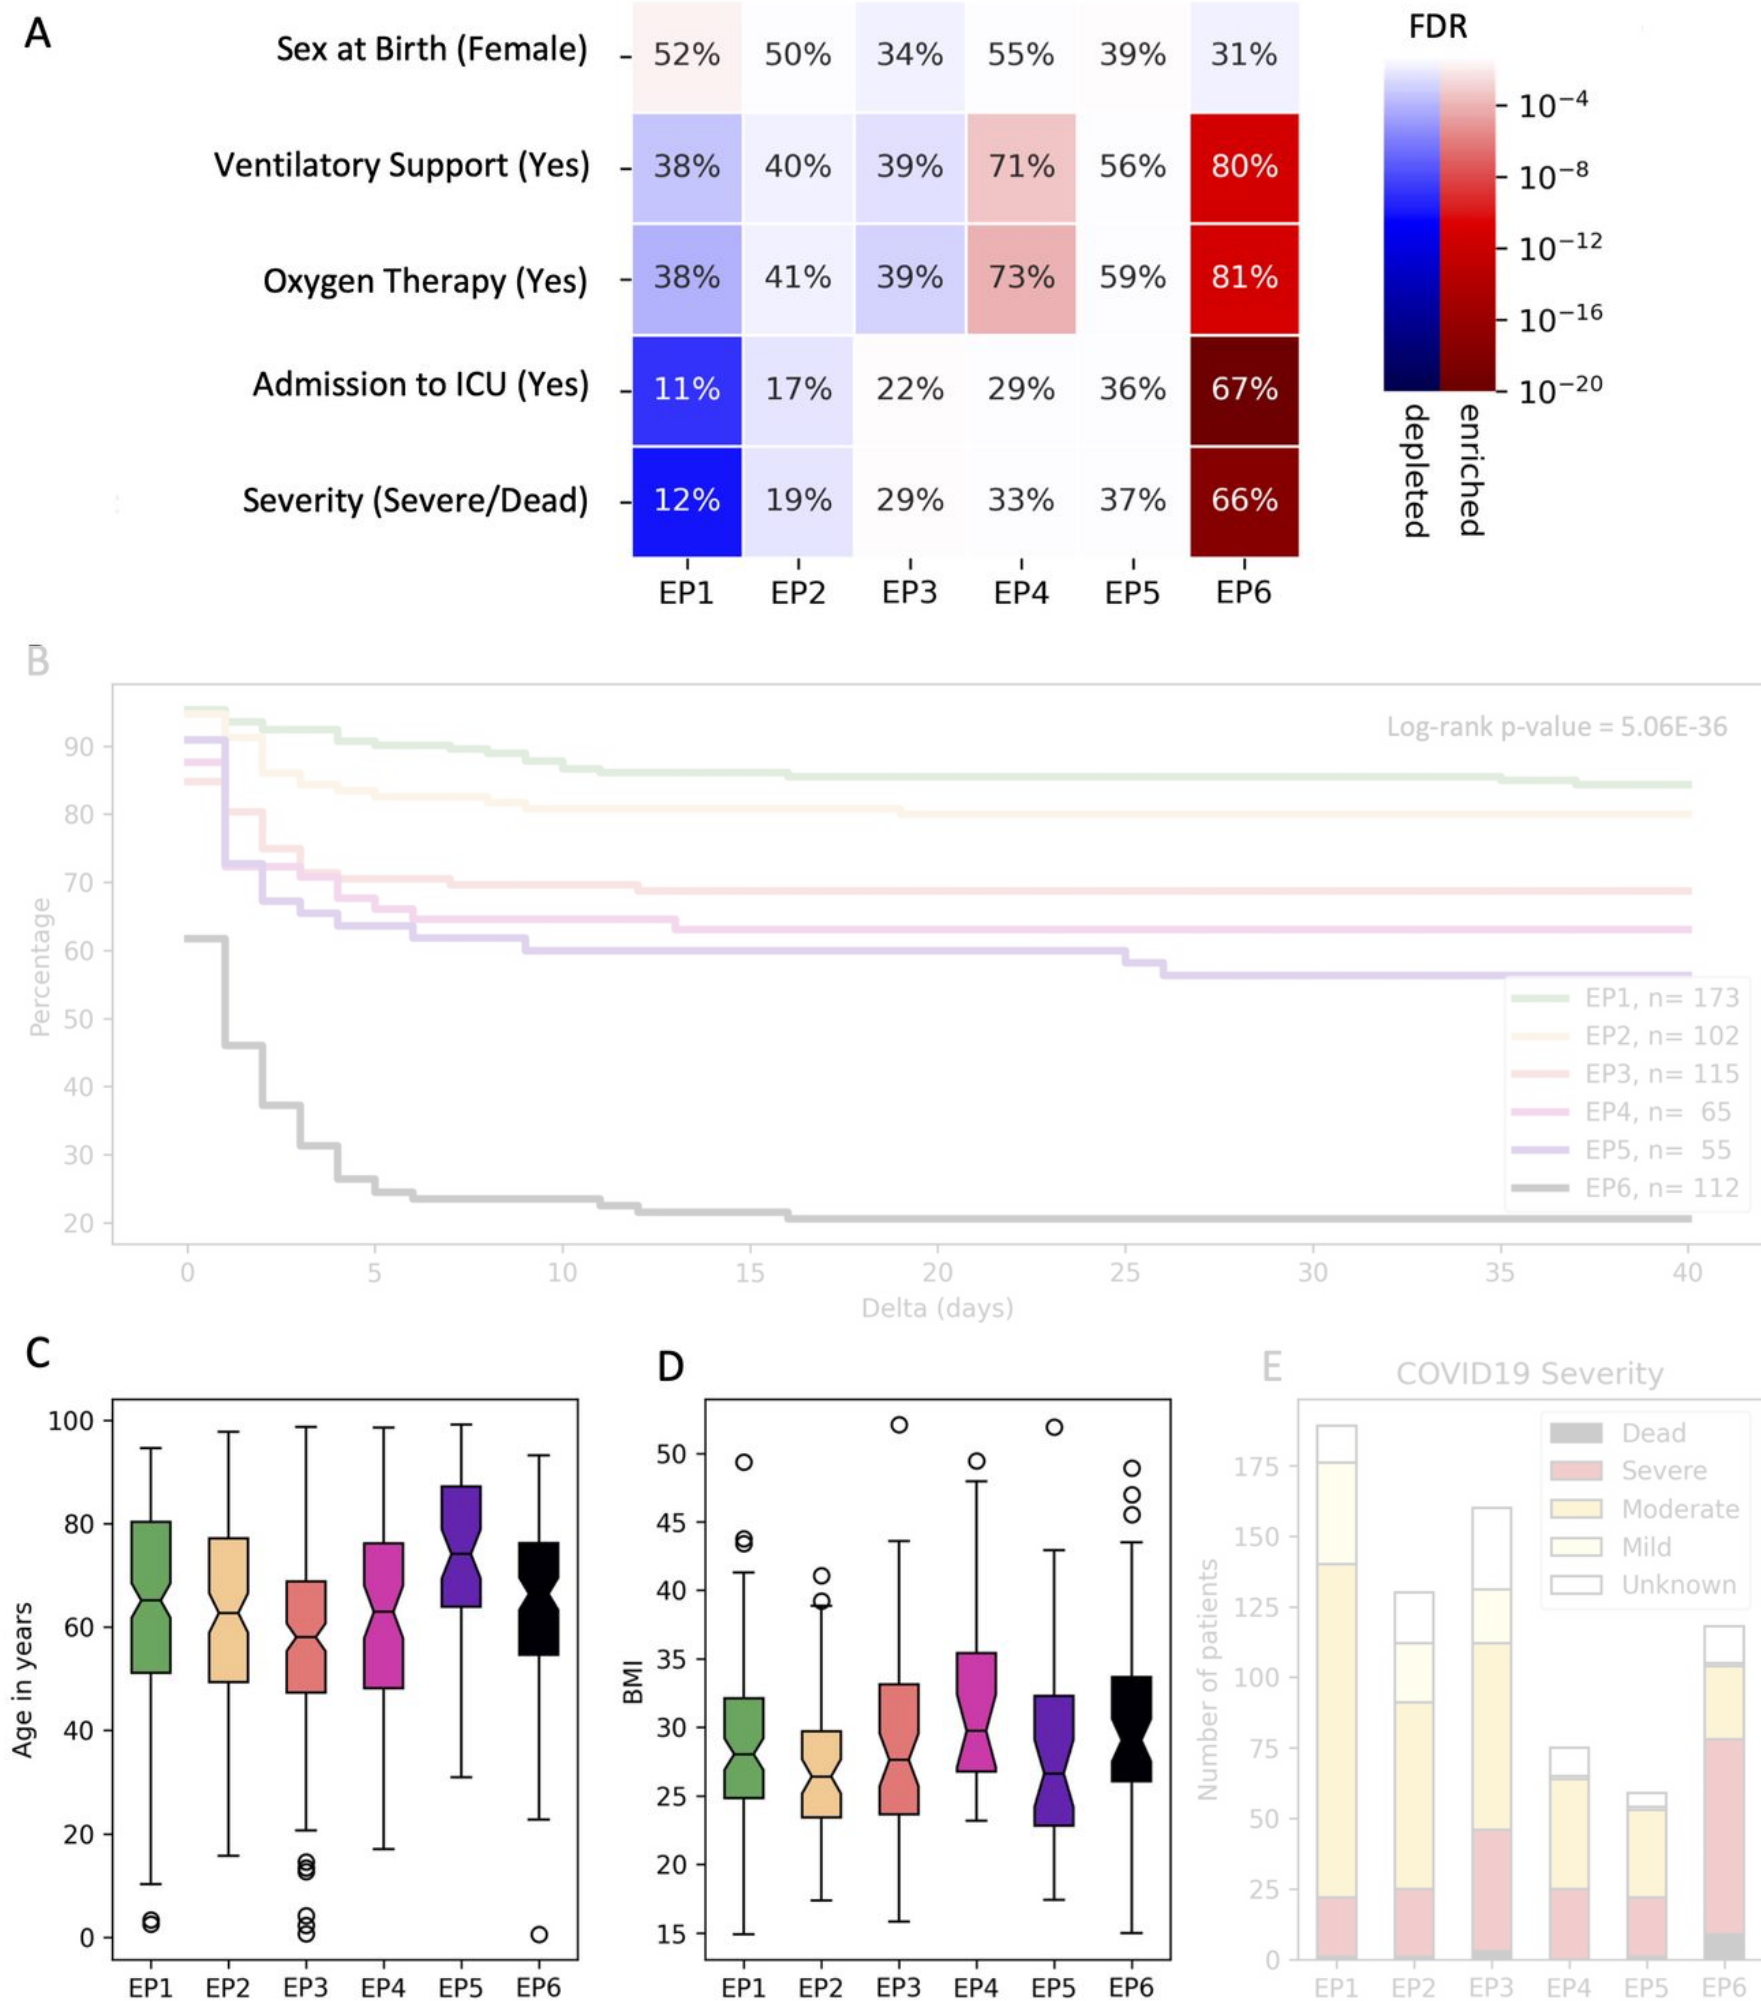 A
Sex at Birth (Female) 52% 50% 34% 55% 39% 31%
Ventilatory Support (Yes) 38% 40% 39% 71% 56% 80%
Oxygen Therapy (Yes) 38% 41% 39% 73% 59% 81%
Admission to ICU (Yes) 11% 17% 22% 29% 36% 67%
Severity (Severe/Dead) 12% 19% 29% 33% 37% 66%
EP1 EP2 EP3 EP4 EP5 EP6
FDR
10−4
10−8
10−12
10−16
10−20
depleted
enriched
B
Log-rank p-value = 5.06E-36
Percentage
90
80
70
60
50
40
30
20
EP1, n= 173
EP2, n= 102
EP3, n= 115
EP4, n= 65
EP5, n= 55
EP6, n= 112
0 5 10 15 20 25 30 35 40
Delta (days)
C
Age in years
100
80
60
40
20
0
EP1 EP2 EP3 EP4 EP5 EP6
D
BMI
50
45
40
35
30
25
20
15
EP1 EP2 EP3 EP4 EP5 EP6
E
COVID19 Severity
Number of patients
175
150
125
100
75
50
25
0
Dead
Severe
Moderate
Mild
Unknown
EP1 EP2 EP3 EP4 EP5 EP6